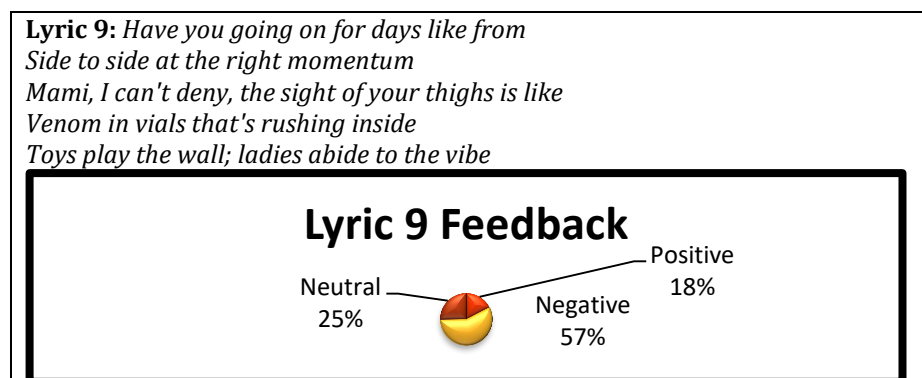 Lyric 9: Have you going on for days like from
Side to side at the right momentum
Mami, I can't deny, the sight of your thighs is like
Venom in vials that's rushing inside
Toys play the wall; ladies abide to the vibe
Lyric 9 Feedback
Positive
18%
Neutral
25%
Negative
57%